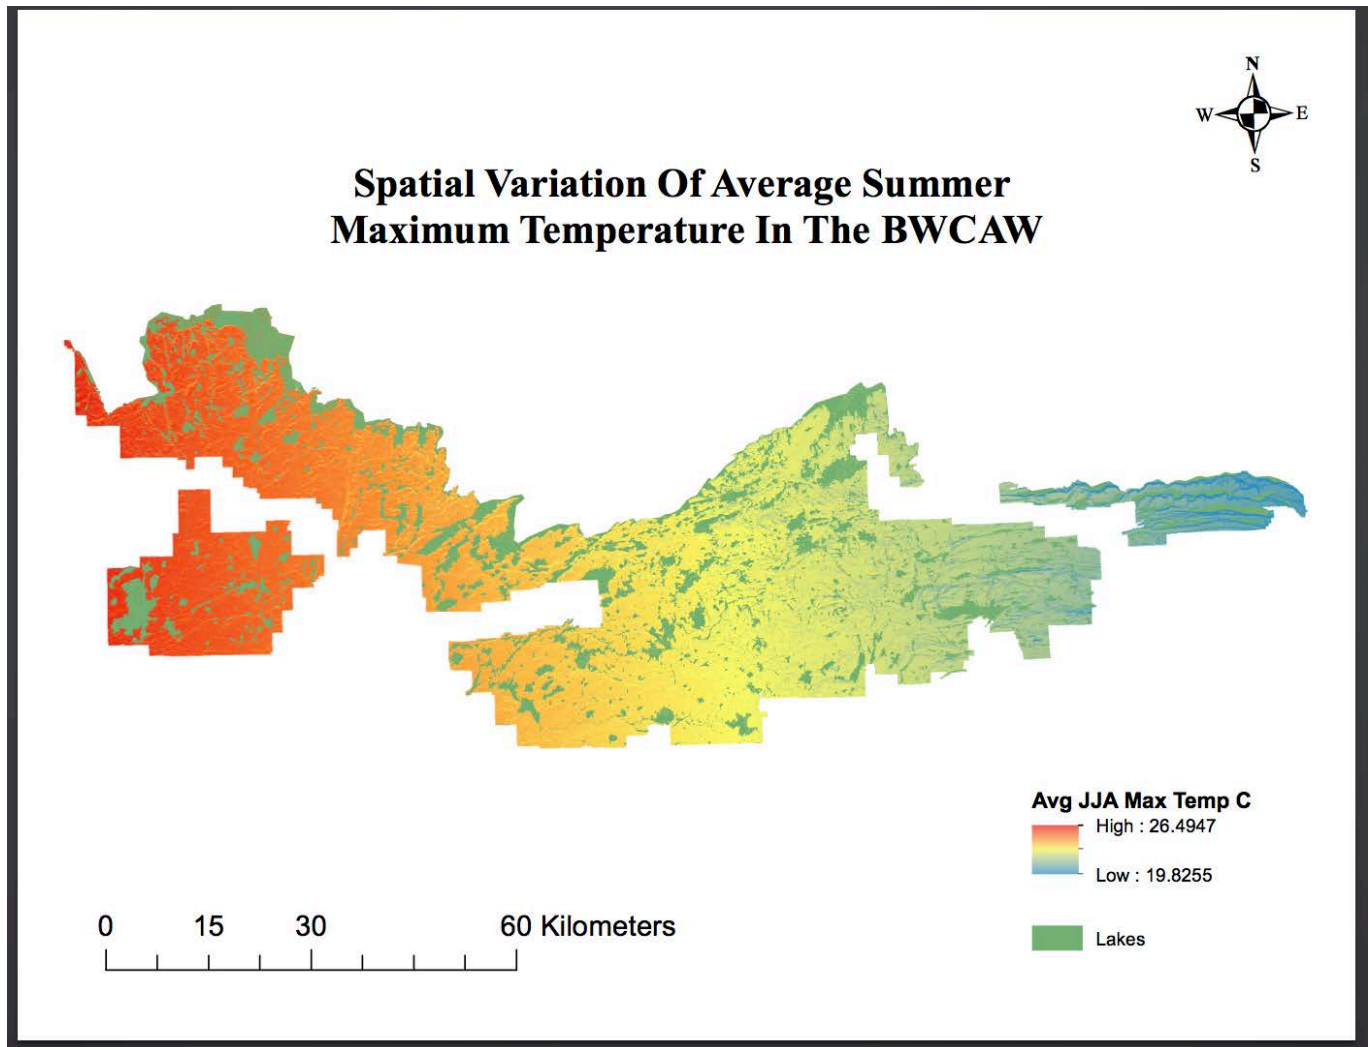 N
W E
S
Spatial Variation Of Average Summer
Maximum Temperature In The BWCAW
Avg JJA Max Temp C
High : 26.4947
Low : 19.8255
Lakes
0 15 30 60 Kilometers